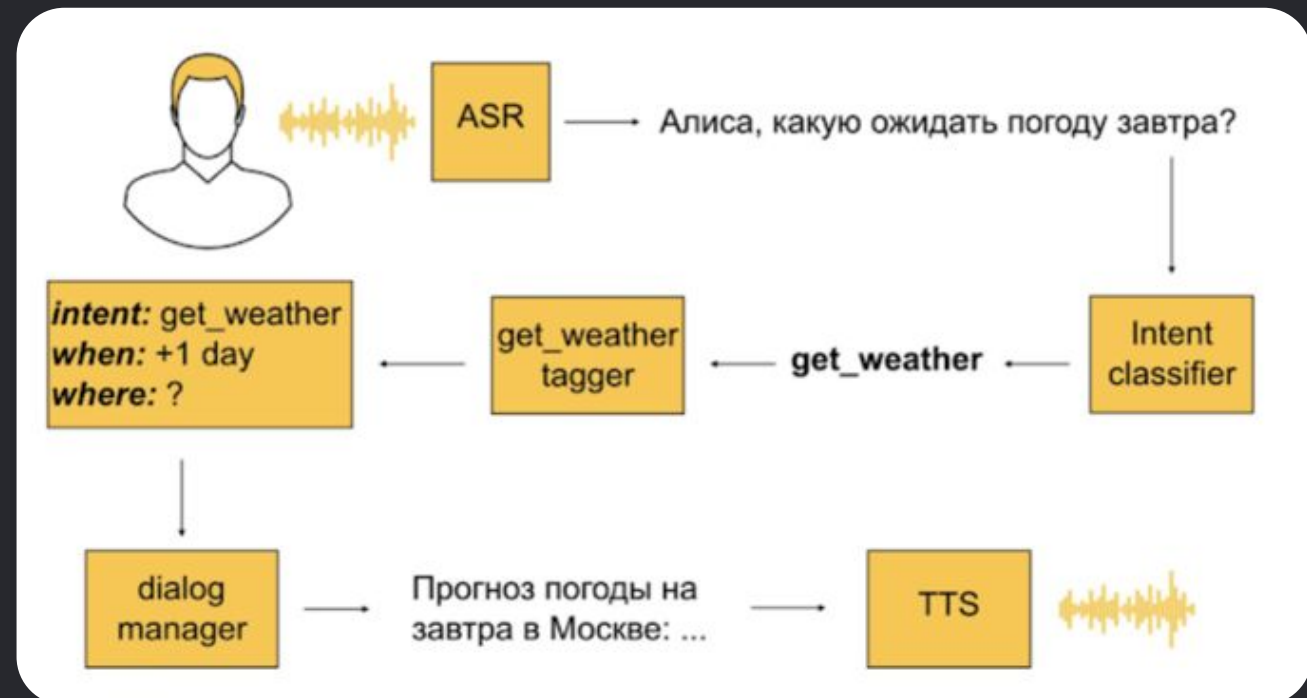 ASR
Алиса, какую ожидать погоду завтра?
Intent
classifier
get_weather
get_weather
tagger
intent: get_weather
when: +1 day
where: ?
dialog
manager
Прогноз погоды на
завтра в Москве: ...
TTS